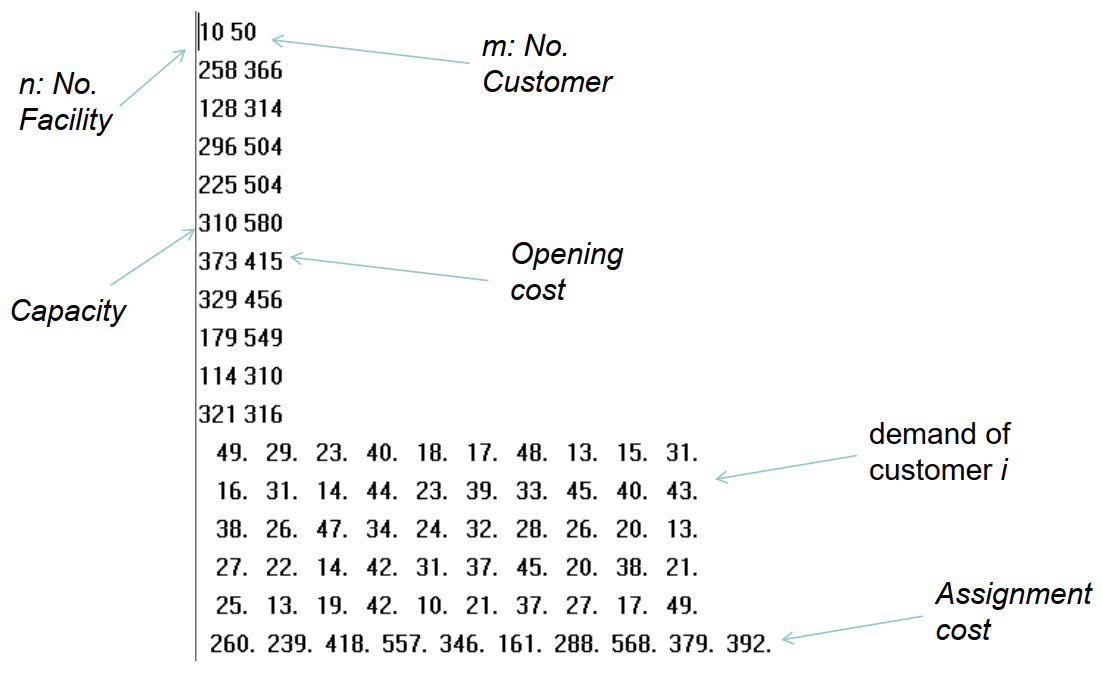 10 50
m: No.
Customer
n: No.
Facility
258 366
128 314
296 504
225 504
310 580
Capacity
373 415
Opening
cost
329 456
179 549
114 310
321 316
49. 29. 23. 40. 18. 17. 48. 13. 15. 31.
16. 31. 14. 44. 23. 39. 33. 45. 40. 43.
38. 26. 47. 34. 24. 32. 28. 26. 20. 13.
27. 22. 14. 42. 31. 37. 45. 20. 38. 21.
25. 13. 19. 42. 10. 21. 37. 27. 17. 49.
demand of
customer i
260. 239. 418. 557. 346. 161. 288. 568. 379. 392.
Assignment
cost